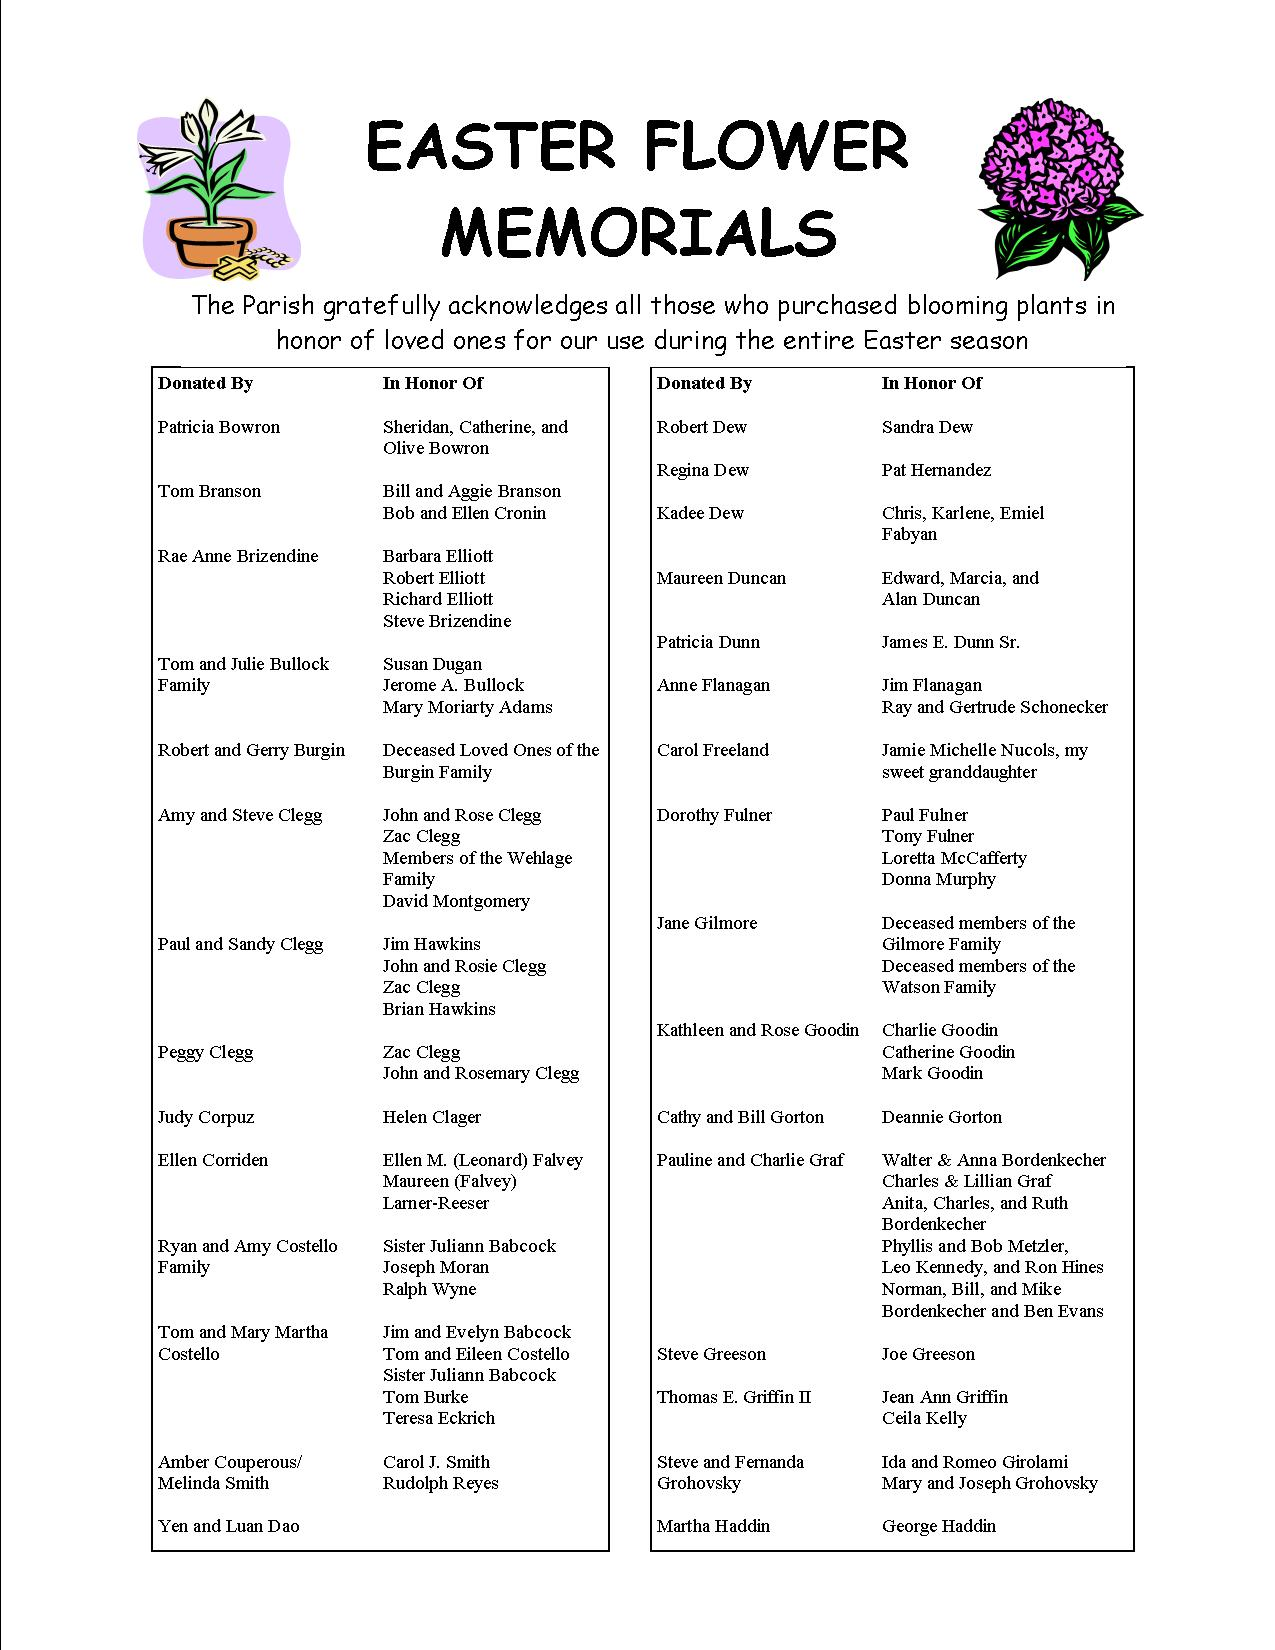 EASTER FLOWER
MEMORIALS
The Parish gratefully acknowledges all those who purchased blooming plants in
honor of loved ones for our use during the entire Easter season
Donated By In Honor Of
Patricia Bowron Sheridan, Catherine, and
Olive Bowron
Tom Branson Bill and Aggie Branson
Bob and Ellen Cronin
Rae Anne Brizendine Barbara Elliott
Robert Elliott
Richard Elliott
Steve Brizendine
Tom and Julie Bullock Susan Dugan
Family Jerome A. Bullock
Mary Moriarty Adams
Robert and Gerry Burgin Deceased Loved Ones of the
Burgin Family
Amy and Steve Clegg John and Rose Clegg
Zac Clegg
Members of the Wehlage
Family
David Montgomery
Paul and Sandy Clegg Jim Hawkins
John and Rosie Clegg
Zac Clegg
Brian Hawkins
Peggy Clegg Zac Clegg
John and Rosemary Clegg
Judy Corpuz Helen Clager
Ellen Corriden Ellen M. (Leonard) Falvey
Maureen (Falvey)
Larner-Reeser
Ryan and Amy Costello Sister Juliann Babcock
Family Joseph Moran
Ralph Wyne
Tom and Mary Martha Jim and Evelyn Babcock
Costello Tom and Eileen Costello
Sister Juliann Babcock
Tom Burke
Teresa Eckrich
Amber Couperous/ Carol J. Smith
Melinda Smith Rudolph Reyes
Yen and Luan Dao
Donated By In Honor Of
Robert Dew Sandra Dew
Regina Dew Pat Hernandez
Kadee Dew Chris, Karlene, Emiel
Fabyan
Maureen Duncan Edward, Marcia, and
Alan Duncan
Patricia Dunn James E. Dunn Sr.
Anne Flanagan Jim Flanagan
Ray and Gertrude Schonecker
Carol Freeland Jamie Michelle Nucols, my
sweet granddaughter
Dorothy Fulner Paul Fulner
Tony Fulner
Loretta McCafferty
Donna Murphy
Jane Gilmore Deceased members of the
Gilmore Family
Deceased members of the
Watson Family
Kathleen and Rose Goodin Charlie Goodin
Catherine Goodin
Mark Goodin
Cathy and Bill Gorton Deannie Gorton
Pauline and Charlie Graf Walter & Anna Bordenkecher
Charles & Lillian Graf
Anita, Charles, and Ruth
Bordenkecher
Phyllis and Bob Metzler,
Leo Kennedy, and Ron Hines
Norman, Bill, and Mike
Bordenkecher and Ben Evans
Steve Greeson Joe Greeson
Thomas E. Griffin II Jean Ann Griffin
Ceila Kelly
Steve and Fernanda Ida and Romeo Girolami
Grohovsky Mary and Joseph Grohovsky
Martha Haddin George Haddin